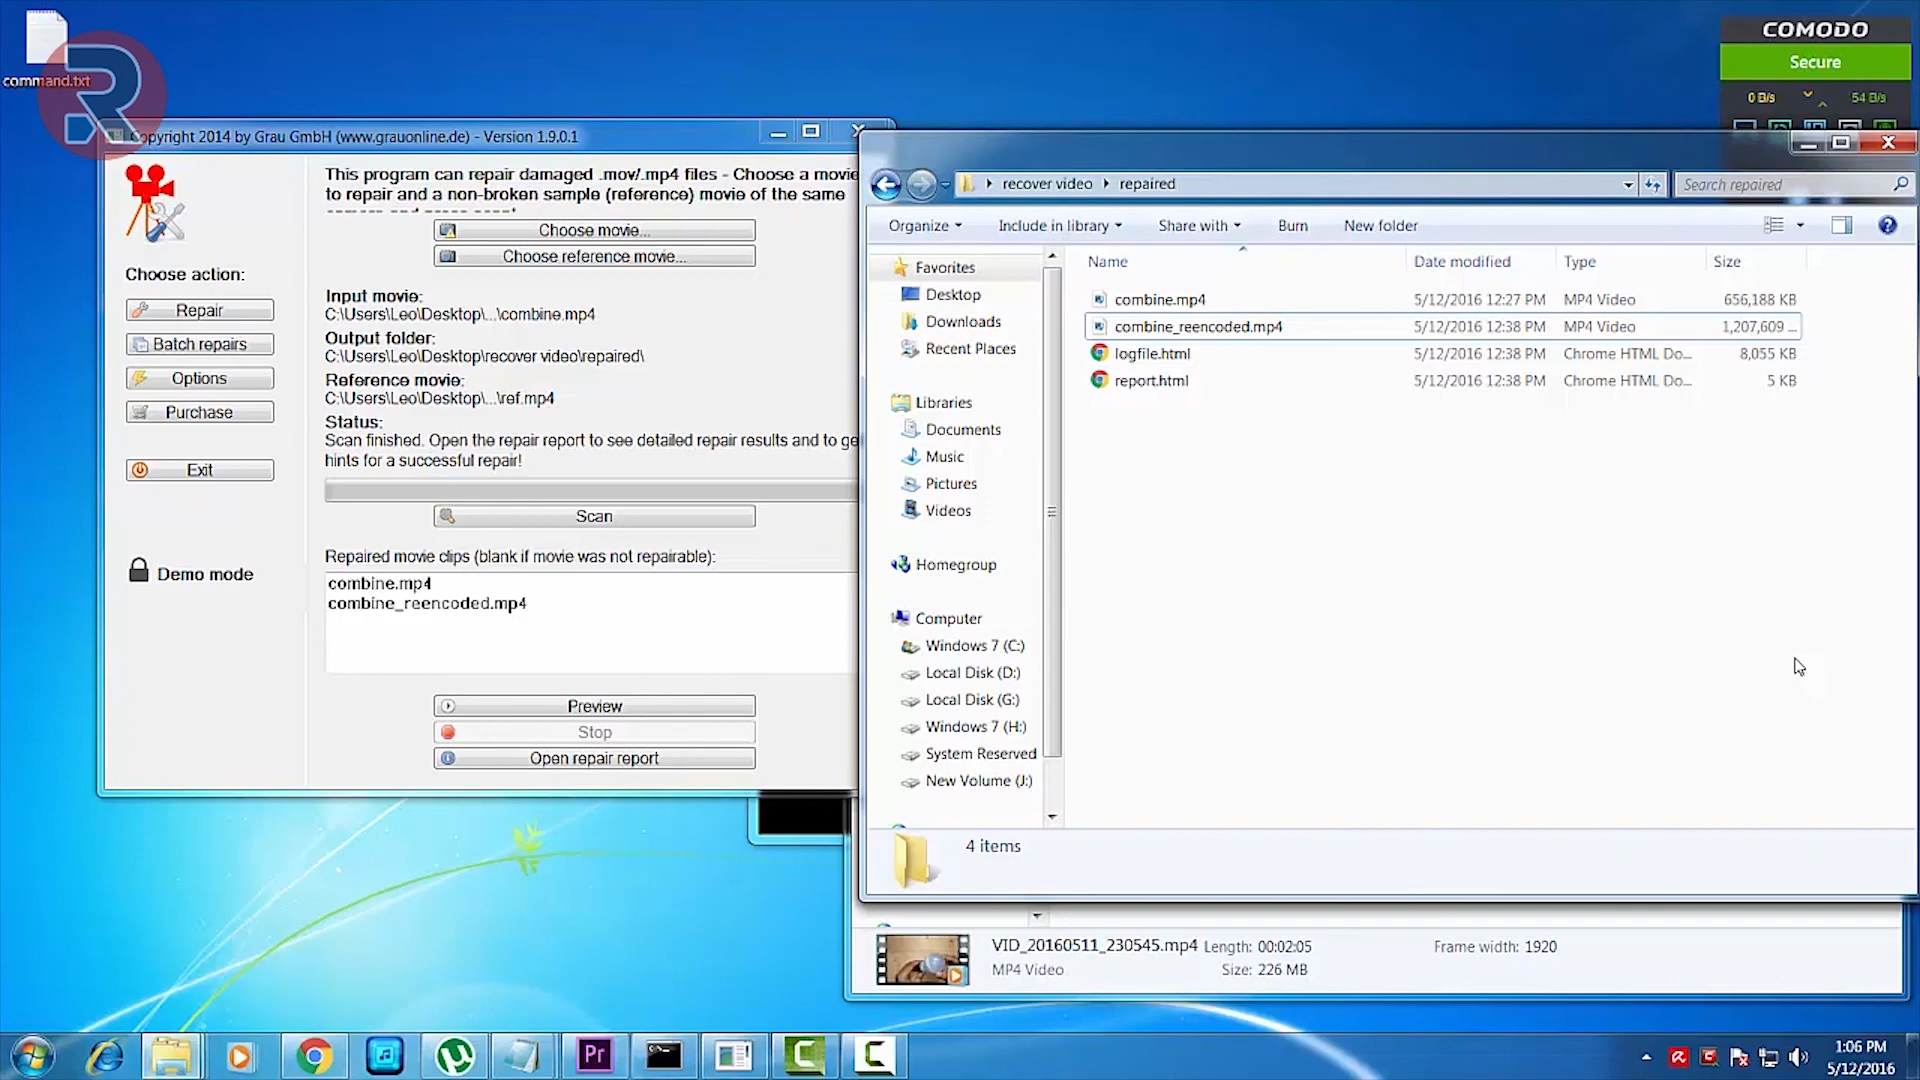 command.txt
Copyright 2014 by Grau GmbH (www.grauonline.de) - Version 1.9.0.1
This program can repair damaged .mov/.mp4 files - Choose a movie
to repair and a non-broken sample (reference) movie of the same
Choose movie...
Choose reference movie...
Choose action:
Repair
Batch repairs
Options
Purchase
Exit
Demo mode
Input movie:
C:\Users\Leo\Desktop\...\combine.mp4
Output folder:
C:\Users\Leo\Desktop\recover video\repaired\
Reference movie:
C:\Users\Leo\Desktop\...\ref.mp4
Status:
Scan finished. Open the repair report to see detailed repair results and to ge
hints for a successful repair!
Scan
Repaired movie clips (blank if movie was not repairable):
combine.mp4
combine_reencoded.mp4
Preview
Stop
Open repair report
COMODO
Secure
0 B/s 54 B/s
recover video repaired
Search repaired
Organize Include in library Share with Burn New folder
Name Date modified Type Size
combine.mp4 5/12/2016 12:27 PM MP4 Video 656,188 KB
combine_reencoded.mp4 5/12/2016 12:38 PM MP4 Video 1,207,609 ...
logfile.html 5/12/2016 12:38 PM Chrome HTML Do... 8,055 KB
report.html 5/12/2016 12:38 PM Chrome HTML Do... 5 KB
Favorites
Desktop
Downloads
Recent Places
Libraries
Documents
Music
Pictures
Videos
Homegroup
Computer
Windows 7 (C:)
Local Disk (D:)
Local Disk (G:)
Windows 7 (H:)
System Reserved
New Volume (J:)
4 items
VID_20160511_230545.mp4 Length: 00:02:05 Frame width: 1920
MP4 Video Size: 226 MB
Pr
1:06 PM
5/12/2016